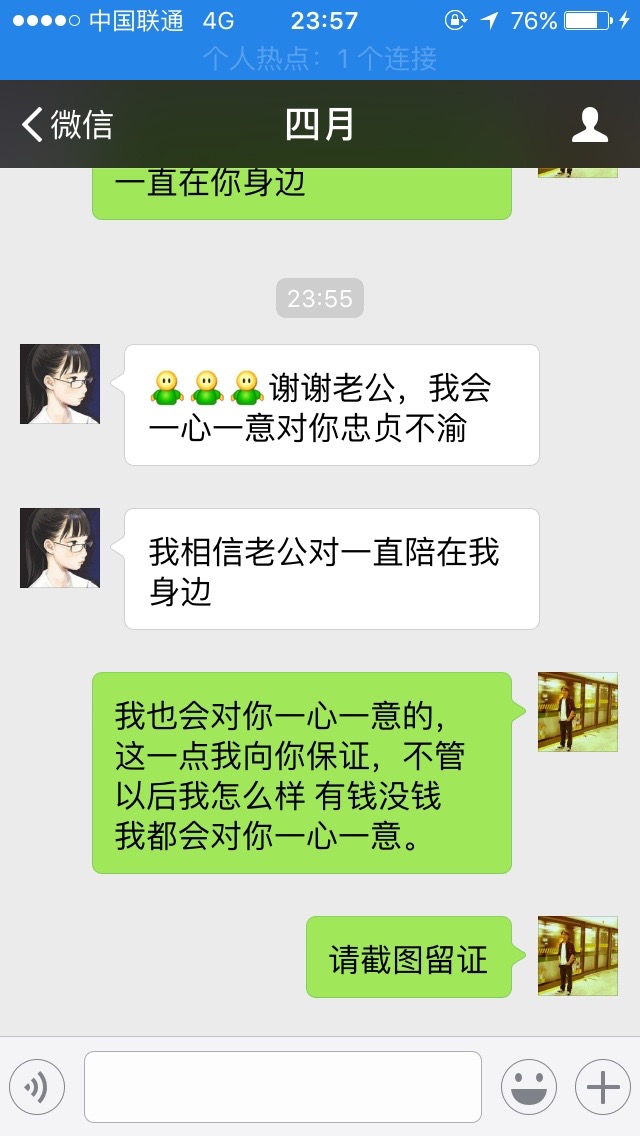 中国联通 4G 23:57 76%
个人热点：1 个连接
微信 四月
一直在你身边
23:55
谢谢老公，我会
一心一意对你忠贞不渝
我相信老公对一直陪在我
身边
我也会对你一心一意的，
这一点我向你保证，不管
以后我怎么样 有钱没钱
我都会对你一心一意。
请截图留证